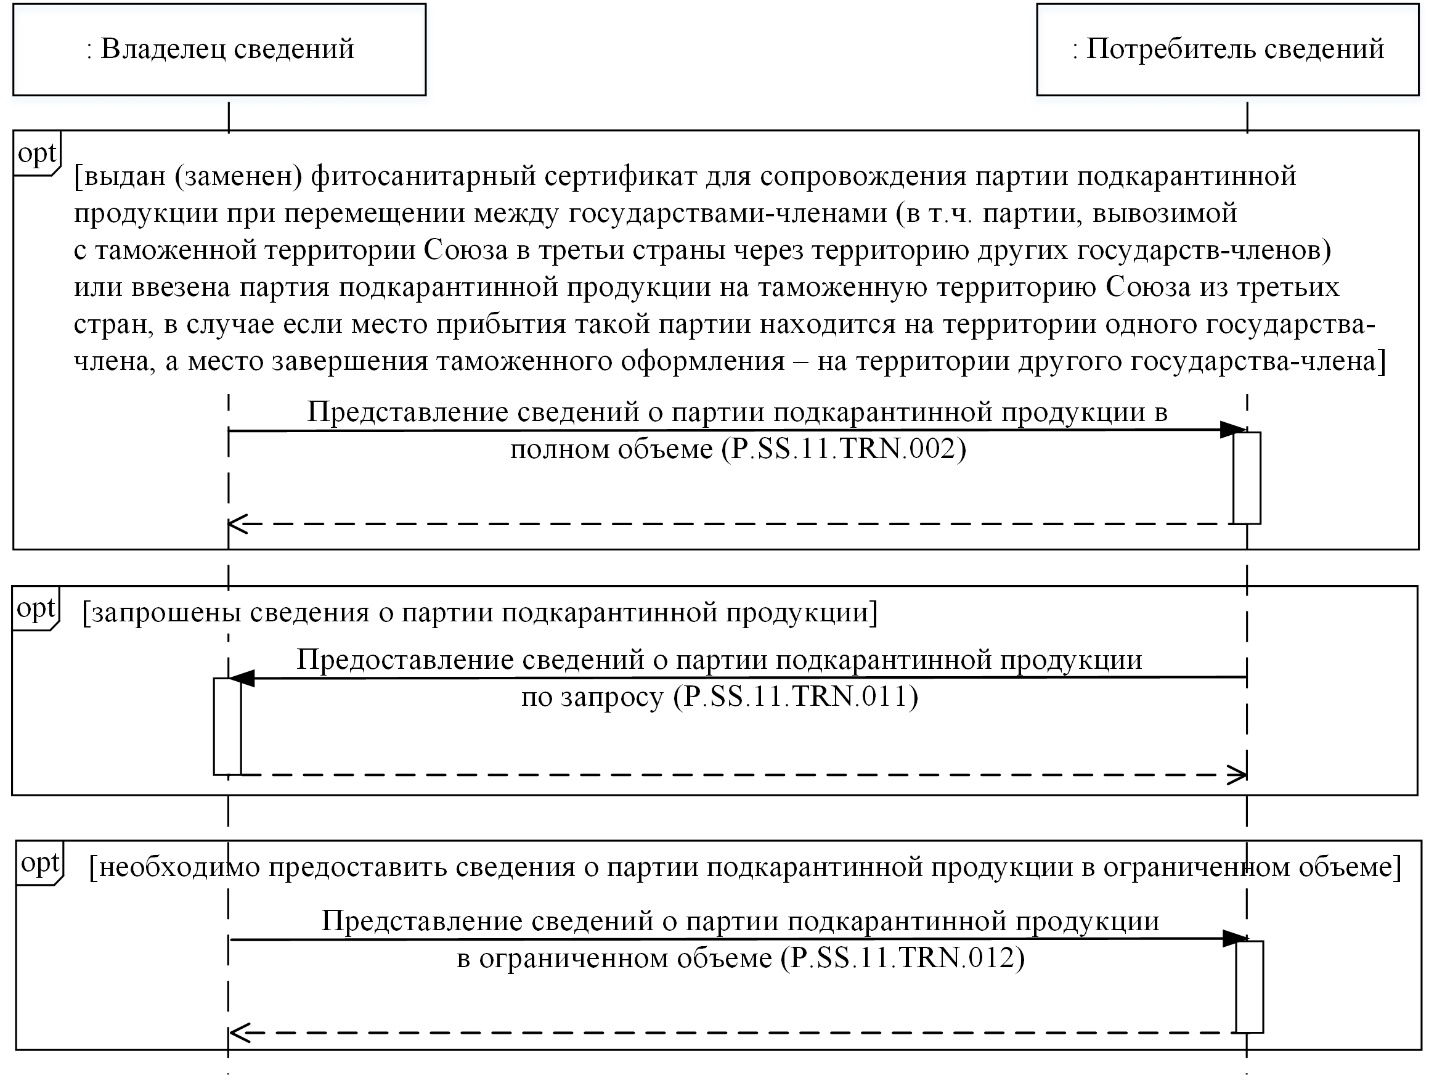 : Владелец сведений
: Потребитель сведений
opt
[выдан (заменен) фитосанитарный сертификат для сопровождения партии подкарантинной
продукции при перемещении между государствами-членами (в т.ч. партии, вывозимой
с таможенной территории Союза в третьи страны через территорию других государств-членов)
или ввезена партия подкарантинной продукции на таможенную территорию Союза из третьих
стран, в случае если место прибытия такой партии находится на территории одного государства-
члена, а место завершения таможенного оформления – на территории другого государства-члена]
Представление сведений о партии подкарантинной продукции в
полном объеме (P.SS.11.TRN.002)
opt
[запрошены сведения о партии подкарантинной продукции]
Предоставление сведений о партии подкарантинной продукции
по запросу (P.SS.11.TRN.011)
opt
[необходимо предоставить сведения о партии подкарантинной продукции в ограниченном объеме]
Представление сведений о партии подкарантинной продукции
в ограниченном объеме (P.SS.11.TRN.012)